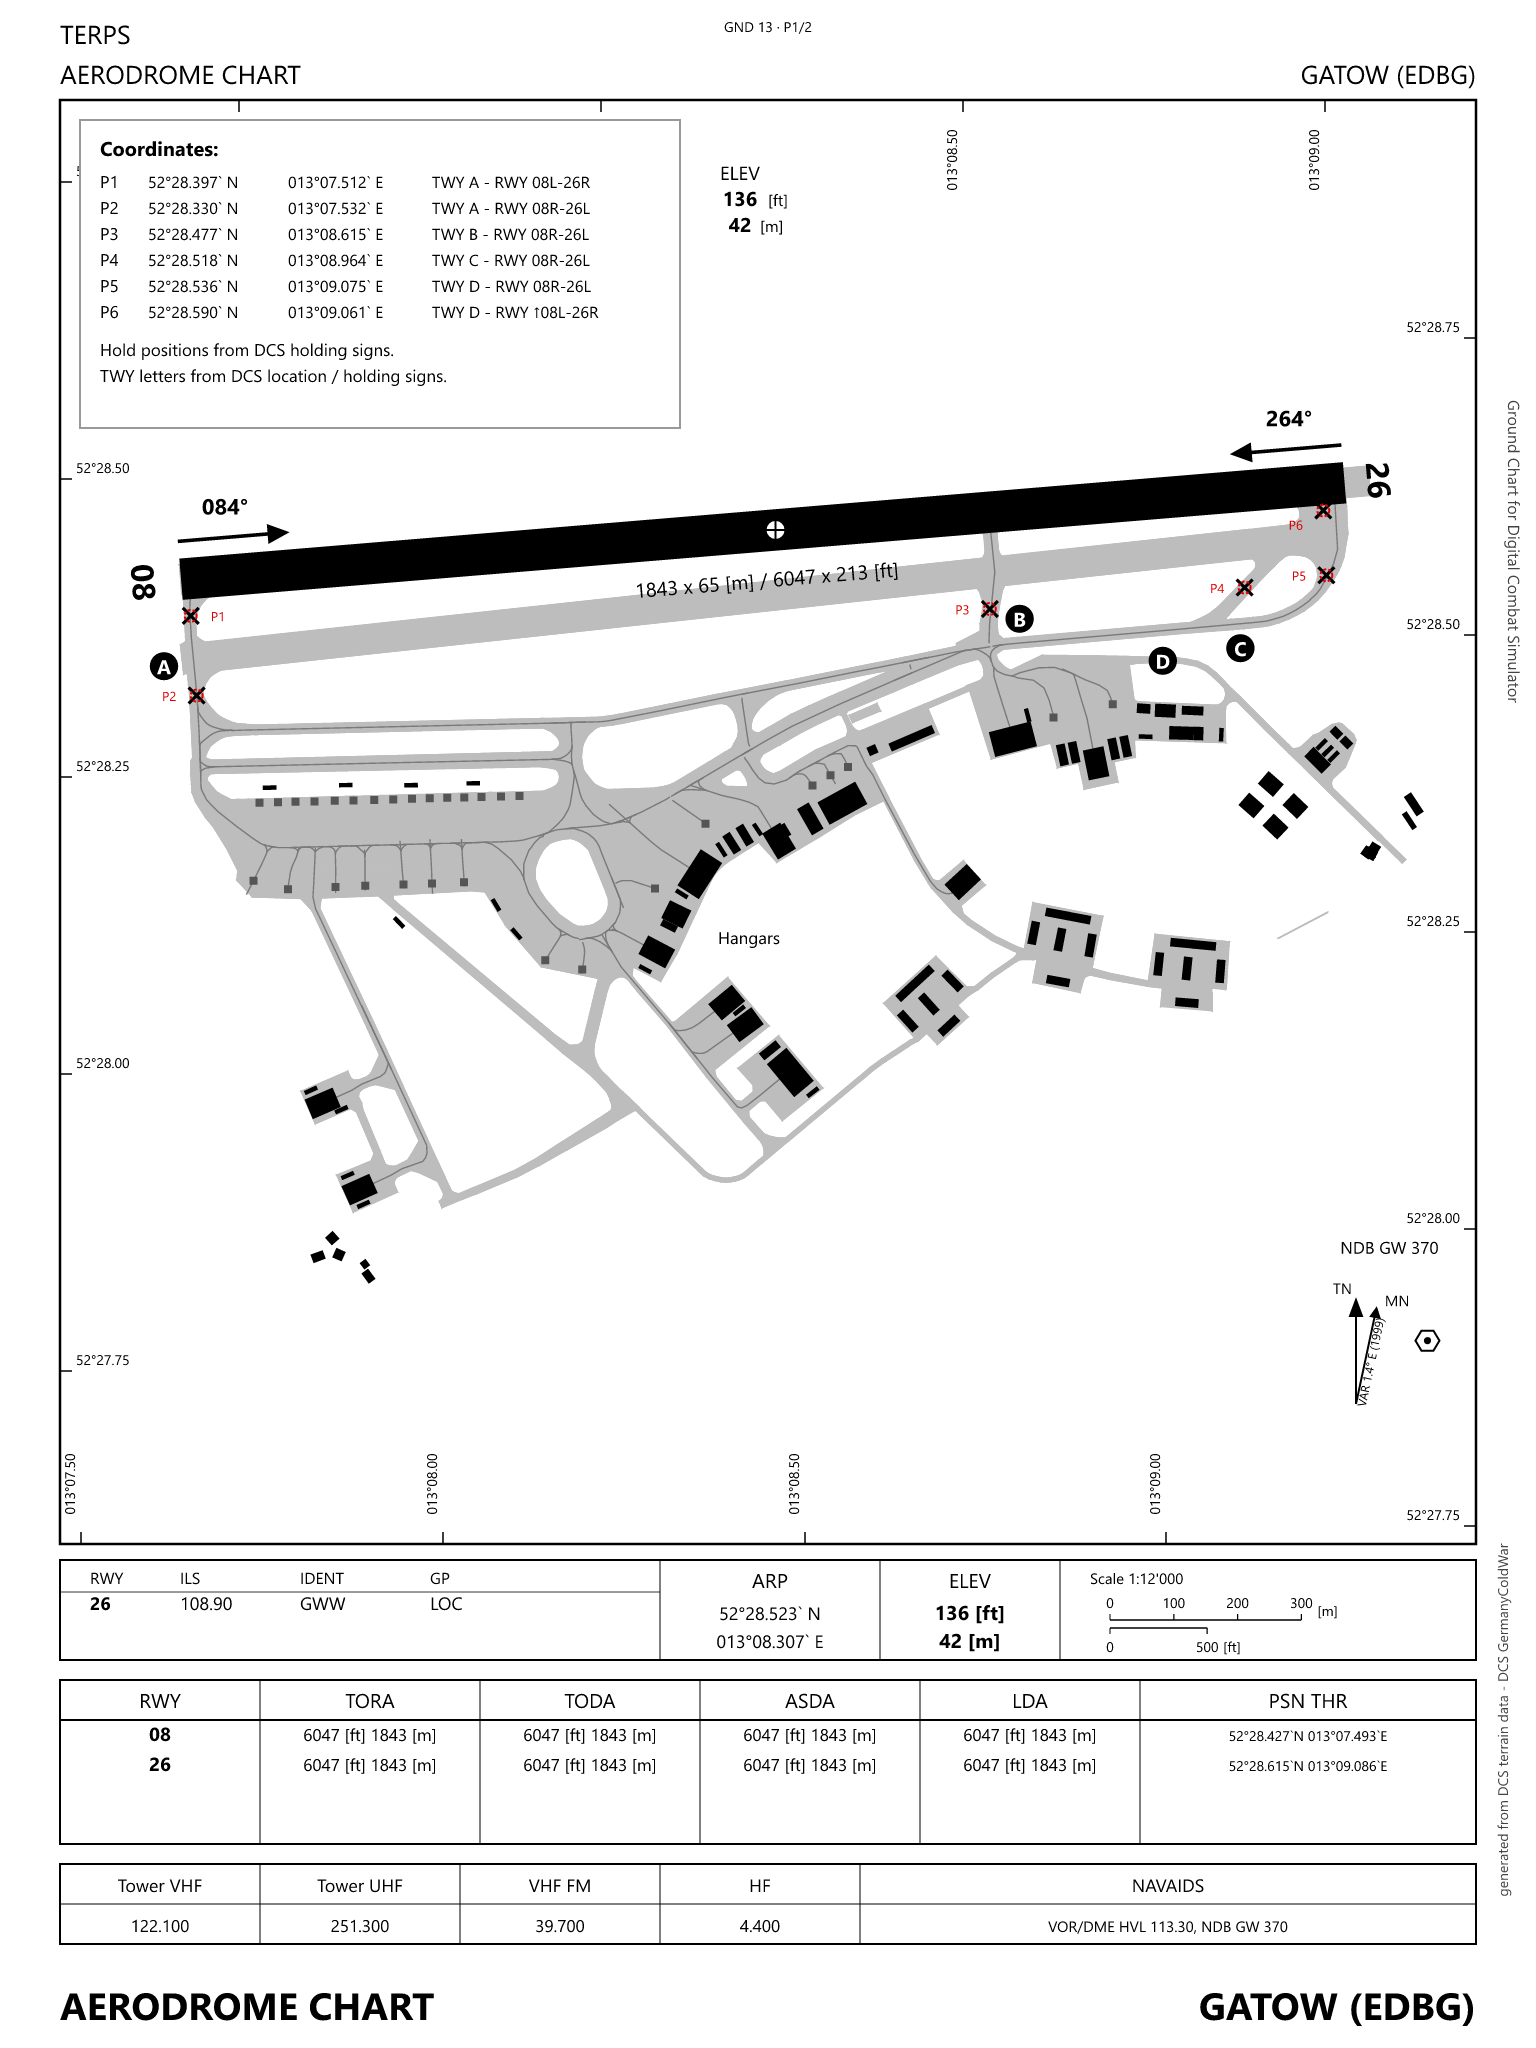 GND 13 · P1/2
TERPS
AERODROME CHART
GATOW (EDBG)
Coordinates:
P1 52°28.397` N 013°07.512` E TWY A - RWY 08L-26R
P2 52°28.330` N 013°07.532` E TWY A - RWY 08R-26L
P3 52°28.477` N 013°08.615` E TWY B - RWY 08R-26L
P4 52°28.518` N 013°08.964` E TWY C - RWY 08R-26L
P5 52°28.536` N 013°09.075` E TWY D - RWY 08R-26L
P6 52°28.590` N 013°09.061` E TWY D - RWY ↑08L-26R
Hold positions from DCS holding signs.
TWY letters from DCS location / holding signs.
ELEV
136 [ft]
42 [m]
013°08.50
013°09.00
52°28.75
264°
26
52°28.50
084°
08
P6
1843 x 65 [m] / 6047 x 213 [ft]
P5
P4
P3
B
P1
52°28.50
C
D
A
P2
52°28.25
52°28.25
Hangars
52°28.00
52°28.00
NDB GW 370
TN
MN
VAR 1.4° E (1999)
52°27.75
013°07.50
013°08.00
013°08.50
013°09.00
52°27.75
Ground Chart for Digital Combat Simulator
generated from DCS terrain data - DCS GermanyColdWar
RWY ILS IDENT GP
26 108.90 GWW LOC
ARP
52°28.523` N
013°08.307` E
ELEV
136 [ft]
42 [m]
Scale 1:12'000
0 100 200 300 [m]
0 500 [ft]
RWY TORA TODA ASDA LDA PSN THR
08 6047 [ft] 1843 [m] 6047 [ft] 1843 [m] 6047 [ft] 1843 [m] 6047 [ft] 1843 [m] 52°28.427`N 013°07.493`E
26 6047 [ft] 1843 [m] 6047 [ft] 1843 [m] 6047 [ft] 1843 [m] 6047 [ft] 1843 [m] 52°28.615`N 013°09.086`E
Tower VHF Tower UHF VHF FM HF NAVAIDS
122.100 251.300 39.700 4.400 VOR/DME HVL 113.30, NDB GW 370
AERODROME CHART
GATOW (EDBG)